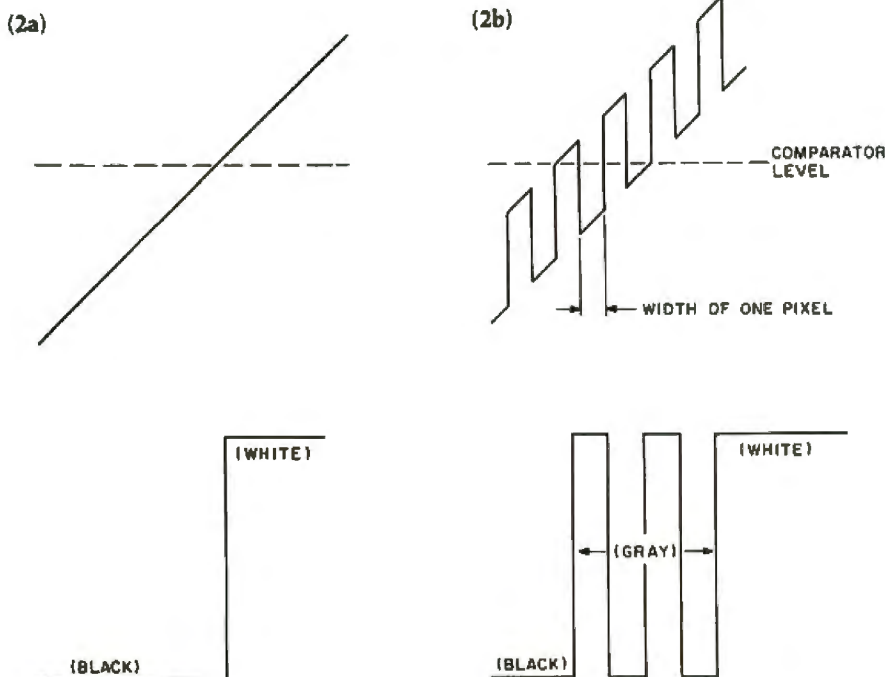 (2a)
(2b)
COMPARATOR
LEVEL
WIDTH OF ONE PIXEL
(WHITE)
(BLACK)
(WHITE)
(GRAY)
(BLACK)